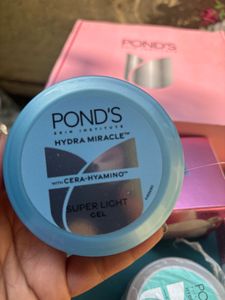 POND'S
SKIN INSTITUTE
HYDRA MIRACLE™
WITH CERA-HYAMINO™
SUPER LIGHT
GEL
POND'S